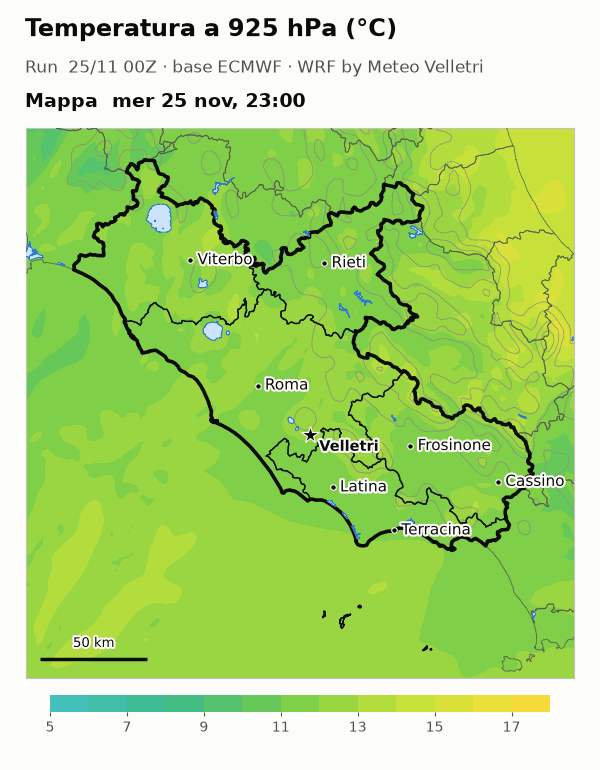 Temperatura a 925 hPa (°C)
Run  25/11 00Z · base ECMWF · WRF by Meteo Velletri
Mappa  mer 25 nov, 23:00
Viterbo
Rieti
Roma
Velletri
Frosinone
Cassino
Latina
Terracina
50 km
5 7 9 11 13 15 17